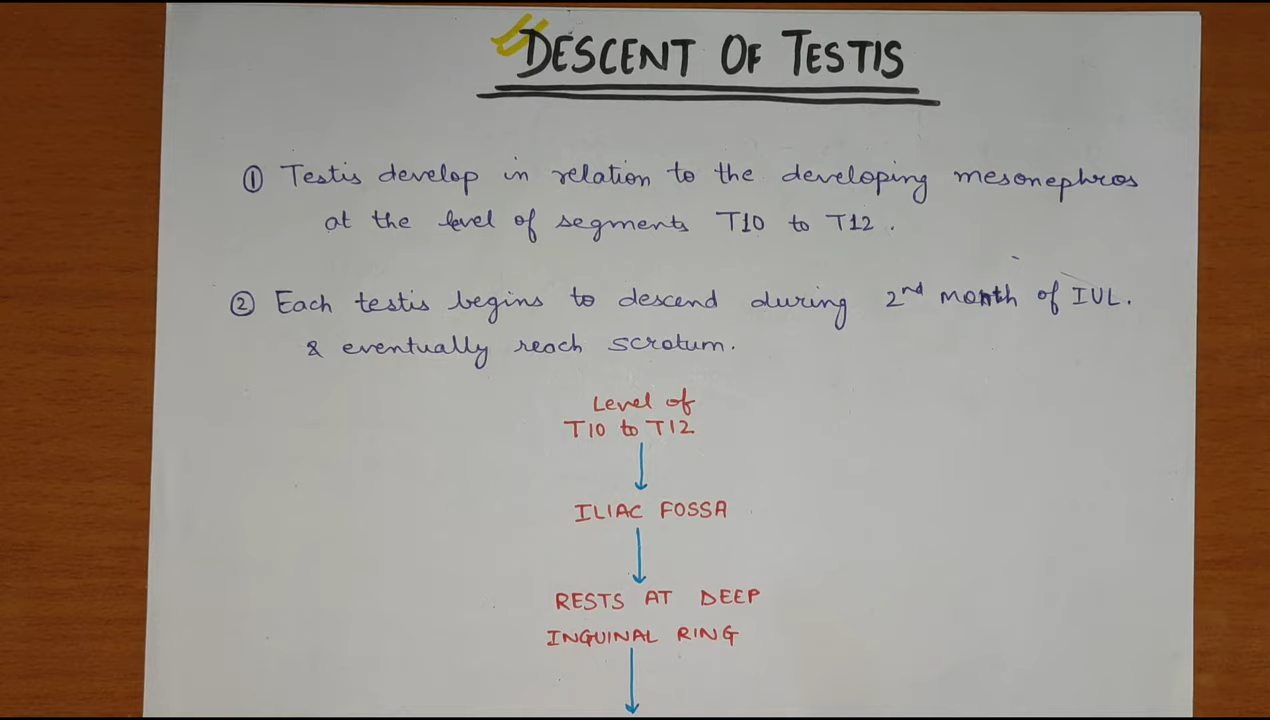 DESCENT OF TESTIS
① Testis develop in relation to the developing mesonephros
at the level of segments T10 to T12.
② Each testis begins to descend during 2nd month of IUL.
& eventually reach scrotum.
Level of
T10 to T12
ILIAC FOSSA
RESTS AT DEEP
INGUINAL RING